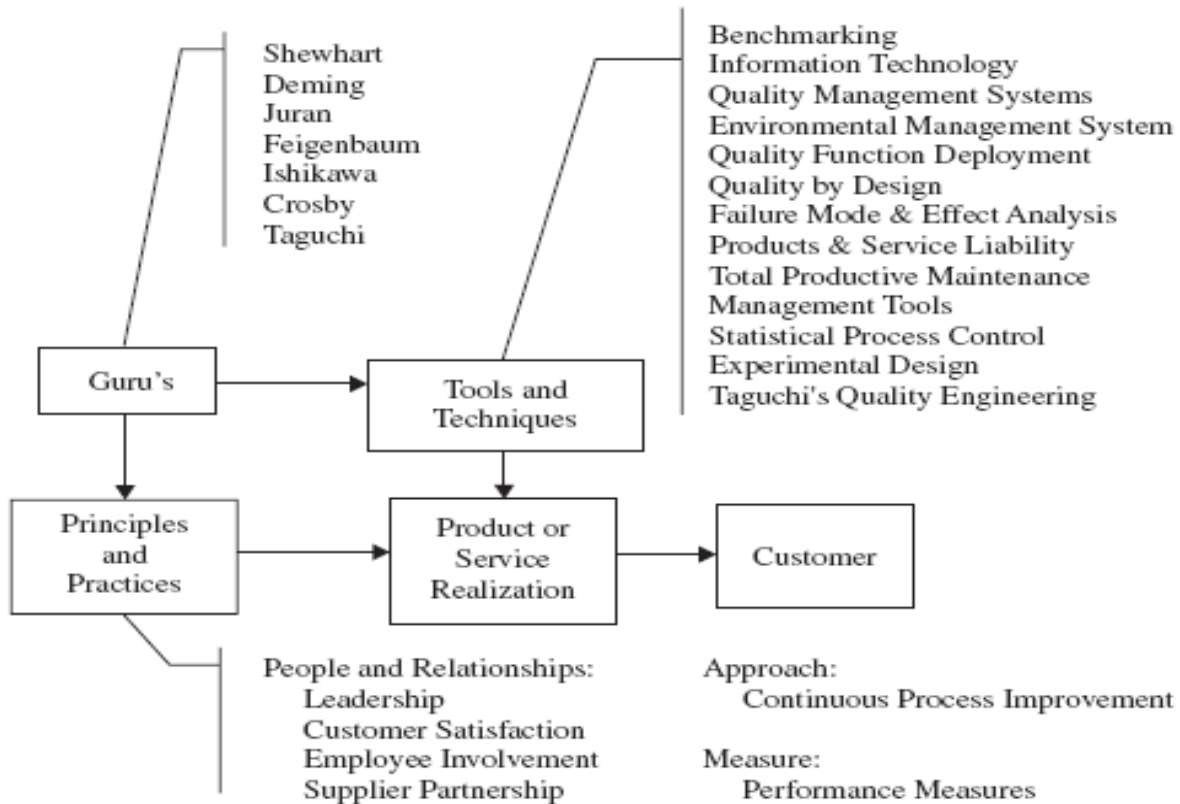 Shewhart
Deming
Juran
Feigenbaum
Ishikawa
Crosby
Taguchi
Benchmarking
Information Technology
Quality Management Systems
Environmental Management System
Quality Function Deployment
Quality by Design
Failure Mode & Effect Analysis
Products & Service Liability
Total Productive Maintenance
Management Tools
Statistical Process Control
Experimental Design
Taguchi's Quality Engineering
Guru’s
Tools and
Techniques
Principles
and
Practices
Product or
Service
Realization
Customer
People and Relationships:
Leadership
Customer Satisfaction
Employee Involvement
Supplier Partnership
Approach:
Continuous Process Improvement
Measure:
Performance Measures